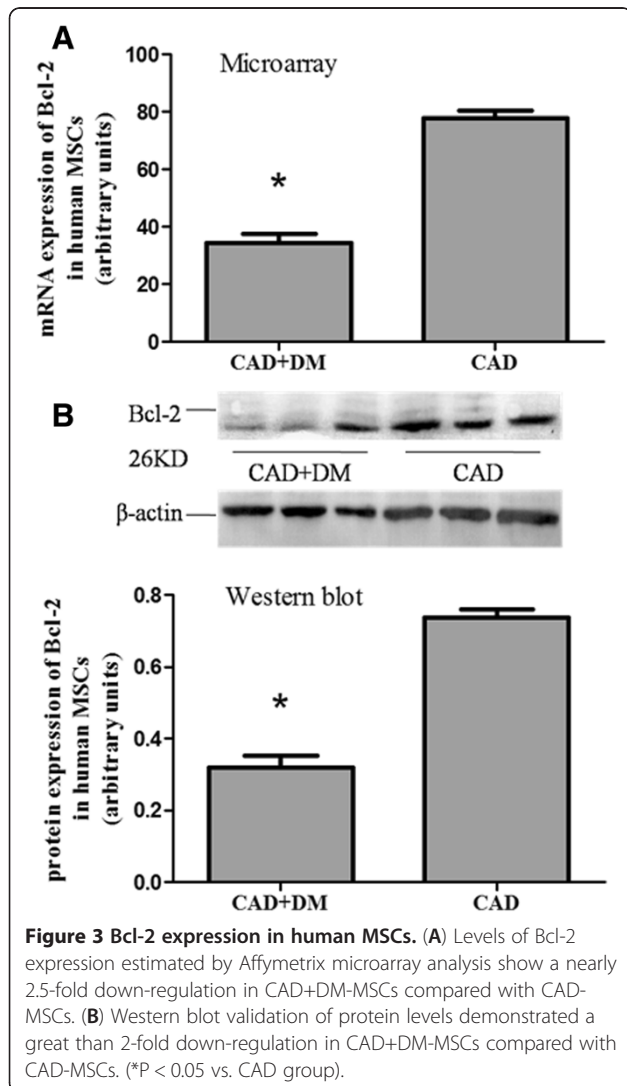 A
Microarray
mRNA expression of Bcl-2
in human MSCs
(arbitrary units)
100
80
60
40
20
0
*
CAD+DM
CAD
B
Bcl-2
26KD
CAD+DM
CAD
β-actin
Western blot
protein expression of Bcl-2
in human MSCs
(arbitrary units)
0.8
0.6
0.4
0.2
0.0
*
CAD+DM
CAD
Figure 3 Bcl-2 expression in human MSCs. (A) Levels of Bcl-2
expression estimated by Affymetrix microarray analysis show a nearly
2.5-fold down-regulation in CAD+DM-MSCs compared with CAD-
MSCs. (B) Western blot validation of protein levels demonstrated a
great than 2-fold down-regulation in CAD+DM-MSCs compared with
CAD-MSCs. (*P < 0.05 vs. CAD group).